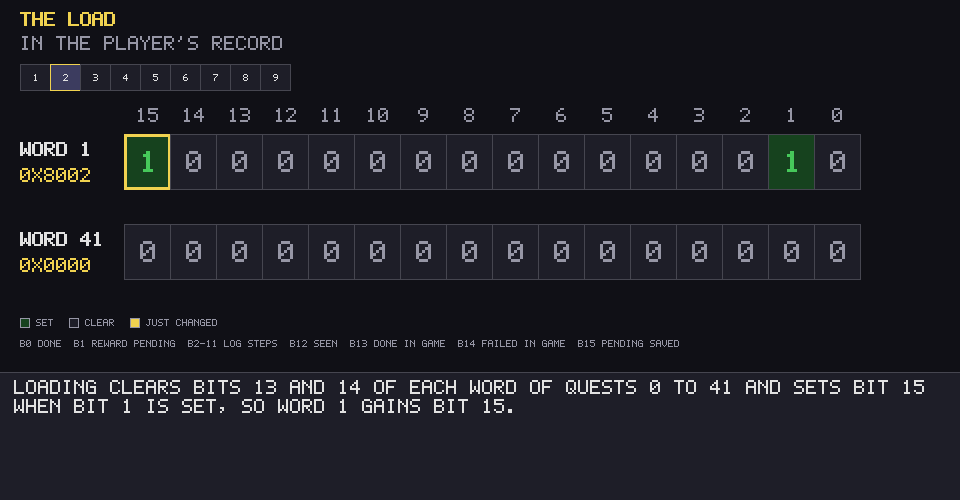 THE LOAD
IN THE PLAYER'S RECORD
1 2 3 4 5 6 7 8 9
15 14 13 12 11 10 9 8 7 6 5 4 3 2 1 0
WORD 1
0X8002
1 0 0 0 0 0 0 0 0 0 0 0 0 0 1 0
WORD 41
0X0000
0 0 0 0 0 0 0 0 0 0 0 0 0 0 0 0
SET CLEAR JUST CHANGED
B0 DONE B1 REWARD PENDING B2-11 LOG STEPS B12 SEEN B13 DONE IN GAME B14 FAILED IN GAME B15 PENDING SAVED
LOADING CLEARS BITS 13 AND 14 OF EACH WORD OF QUESTS 0 TO 41 AND SETS BIT 15
WHEN BIT 1 IS SET, SO WORD 1 GAINS BIT 15.